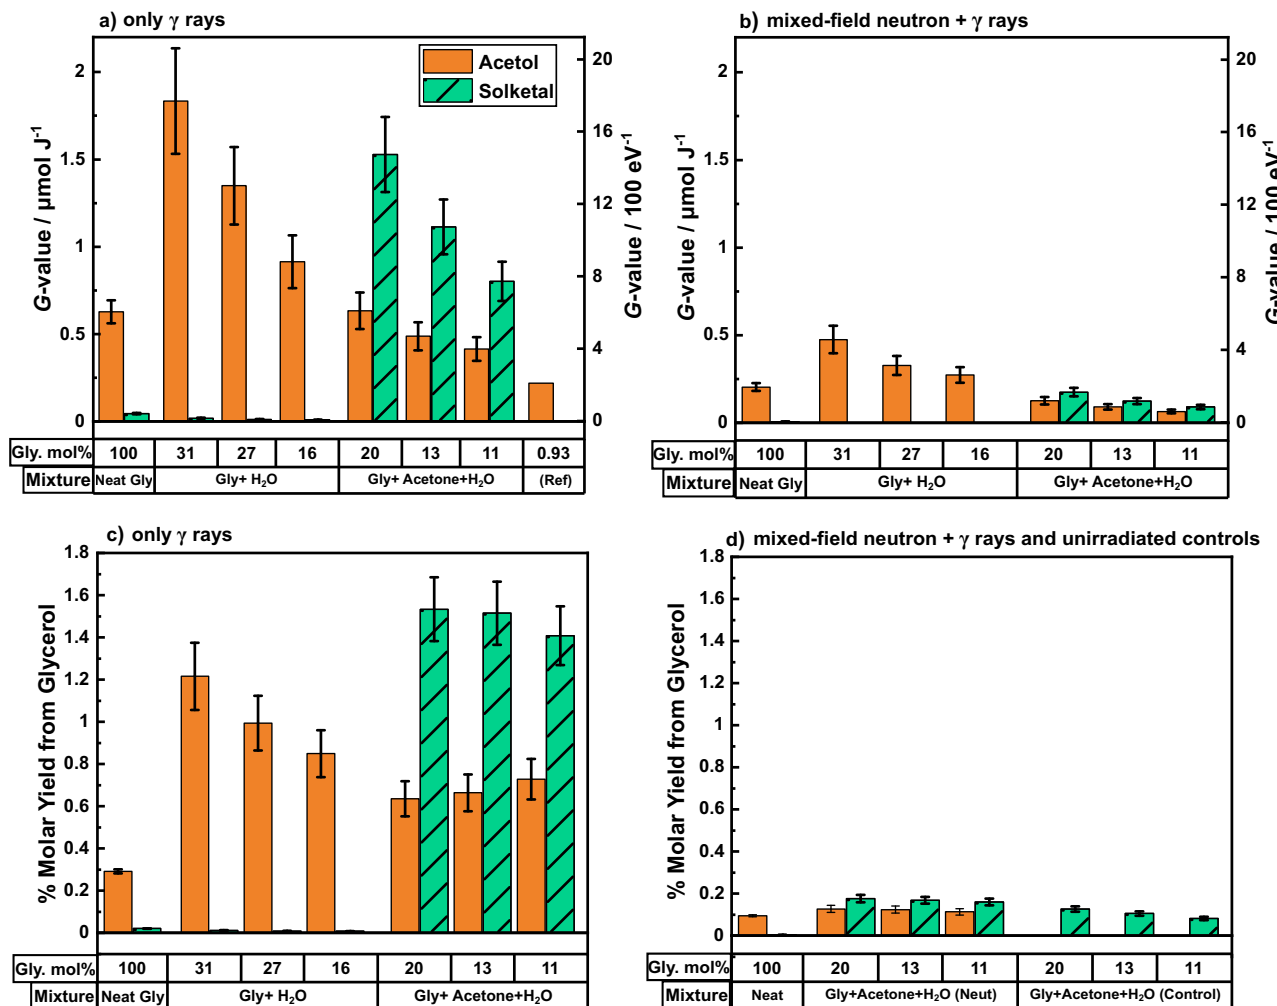 a) only γ rays
G-value / µmol J-1
2
1.5
1
0.5
0
Acetol
Solketal
20
16
12
8
4
0
G-value / 100 eV-1
Gly. mol% 100 31 27 16 20 13 11 0.93
Mixture Neat Gly Gly+ H2O Gly+ Acetone+H2O (Ref)
b) mixed-field neutron + γ rays
G-value / µmol J-1
2
1.5
1
0.5
0
20
16
12
8
4
0
G-value / 100 eV-1
Gly. mol% 100 31 27 16 20 13 11
Mixture Neat Gly Gly+ H2O Gly+ Acetone+H2O
c) only γ rays
% Molar Yield from Glycerol
1.8
1.6
1.4
1.2
1
0.8
0.6
0.4
0.2
0
Gly. mol% 100 31 27 16 20 13 11
Mixture Neat Gly Gly+ H2O Gly+ Acetone+H2O
d) mixed-field neutron + γ rays and unirradiated controls
% Molar Yield from Glycerol
1.8
1.6
1.4
1.2
1
0.8
0.6
0.4
0.2
0
Gly. mol% 100 20 13 11 20 13 11
Mixture Neat Gly+Acetone+H2O (Neut) Gly+Acetone+H2O (Control)